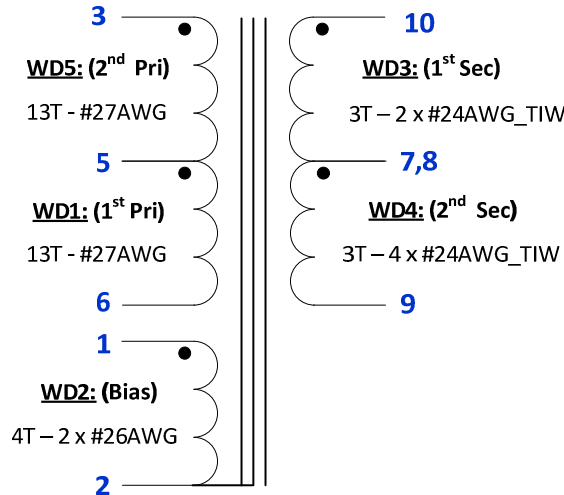 3
WD5: (2nd Pri)
13T - #27AWG
5
WD1: (1st Pri)
13T - #27AWG
6
1
WD2: (Bias)
4T – 2 x #26AWG
2
10
WD3: (1st Sec)
3T – 2 x #24AWG_TIW
7,8
WD4: (2nd Sec)
3T – 4 x #24AWG_TIW
9